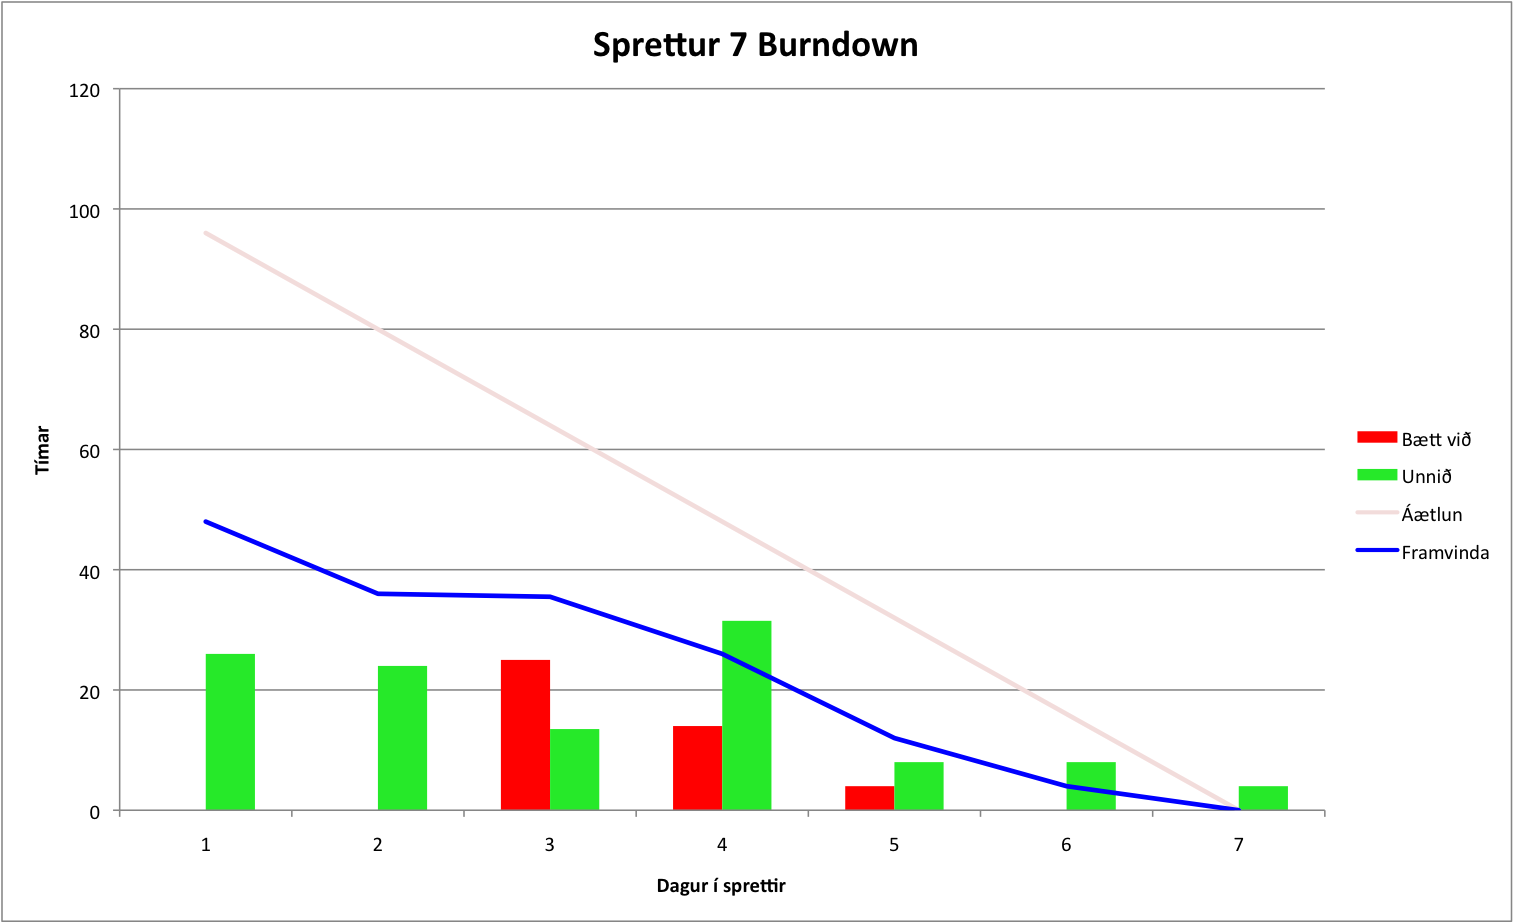 Sprettur 7 Burndown
120
100
80
60
40
20
0
Tímar
1 2 3 4 5 6 7
Dagur í sprettir
Bætt við
Unnið
Áætlun
Framvinda